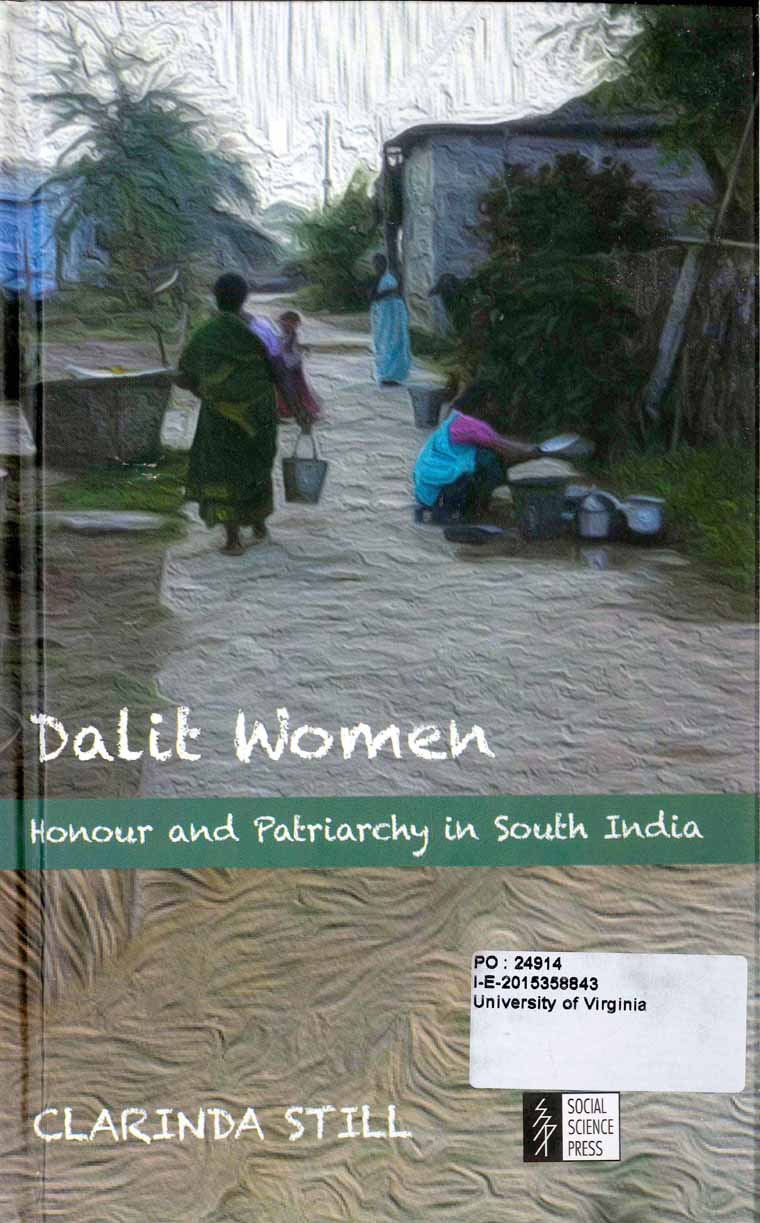 Dalit Women
Honour and Patriarchy in South India
PO : 24914
I-E-2015358843
University of Virginia
CLARINDA STILL
SOCIAL
SCIENCE
PRESS